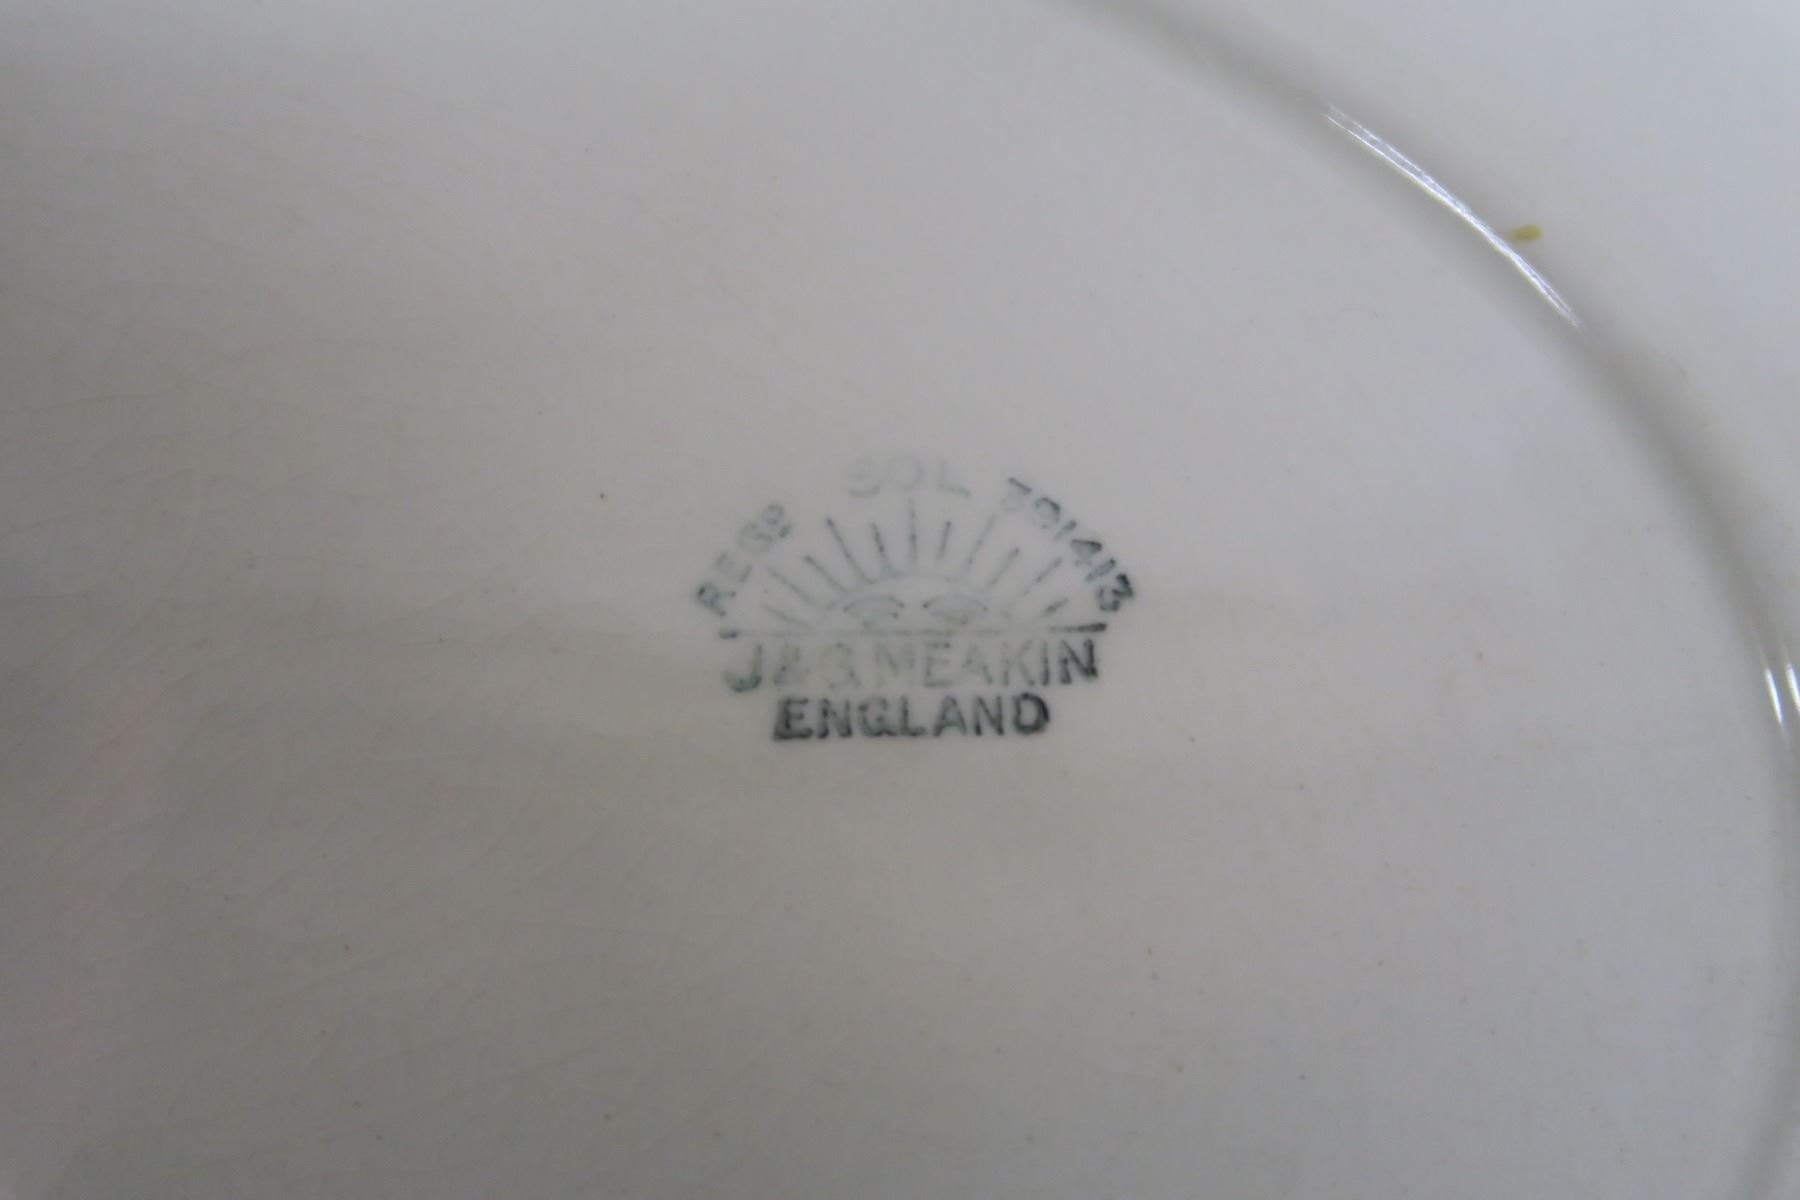 REGD SOL 391413
J & G. MEAKIN
ENGLAND